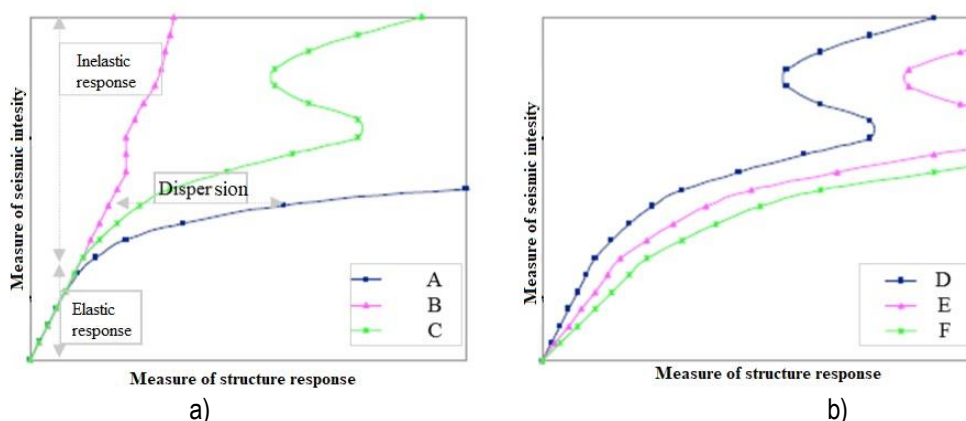 Measure of seismic intesity
Inelastic
response
Dispersion
Elastic
response
A
B
C
Measure of structure response
a)
Measure of seismic intesity
D
E
F
Measure of structure response
b)